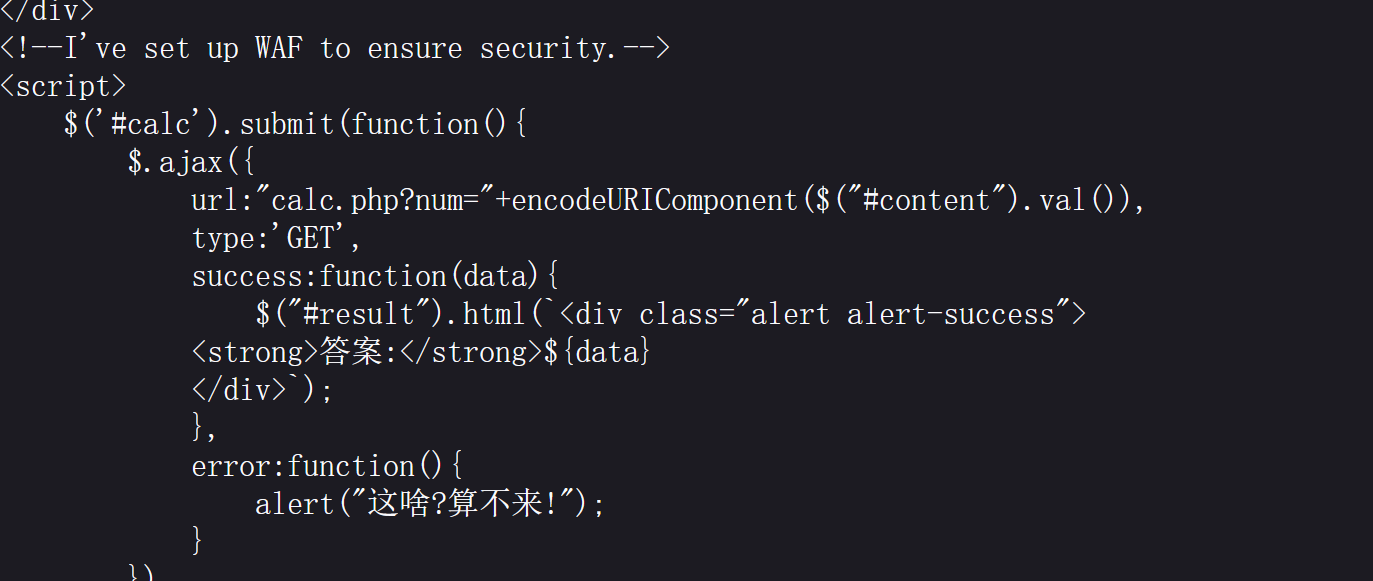 </div>
<!--I've set up WAF to ensure security.-->
<script>
    $('#calc').submit(function(){
        $.ajax({
            url:"calc.php?num="+encodeURIComponent($("#content").val()),
            type:'GET',
            success:function(data){
                $("#result").html(`<div class="alert alert-success">
            <strong>答案:</strong>${data}
            </div>`);
            },
            error:function(){
                alert("这啥?算不来!");
            }
        })